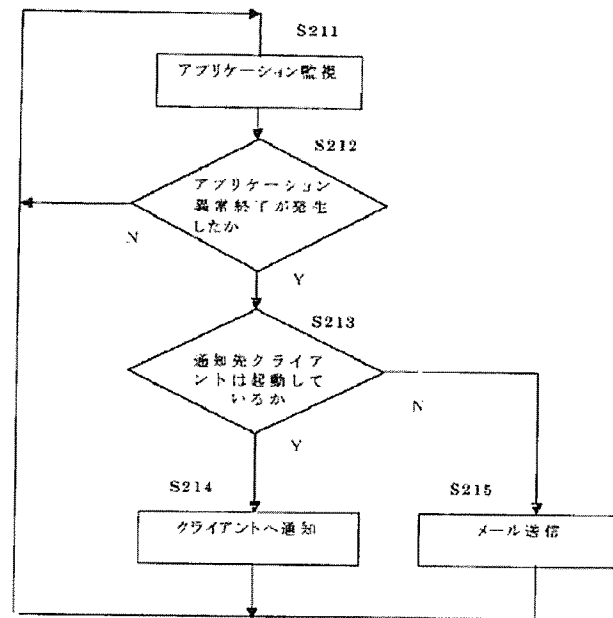 S211
アプリケーション監視
S212
アプリケーション
異常終了が発生
したか
N
Y
S213
通知先クライア
ントは起動して
いるか
N
Y
S214
S215
クライアントへ通知
メール送信